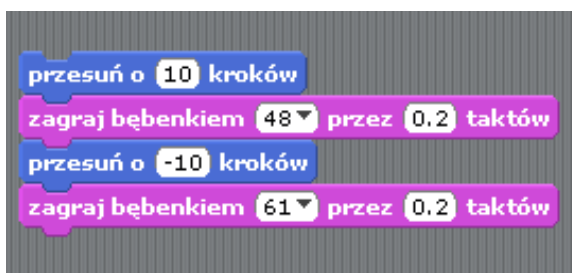 przesuń o 10 kroków
zagraj bębenkiem 48 przez 0.2 taktów
przesuń o -10 kroków
zagraj bębenkiem 61 przez 0.2 taktów